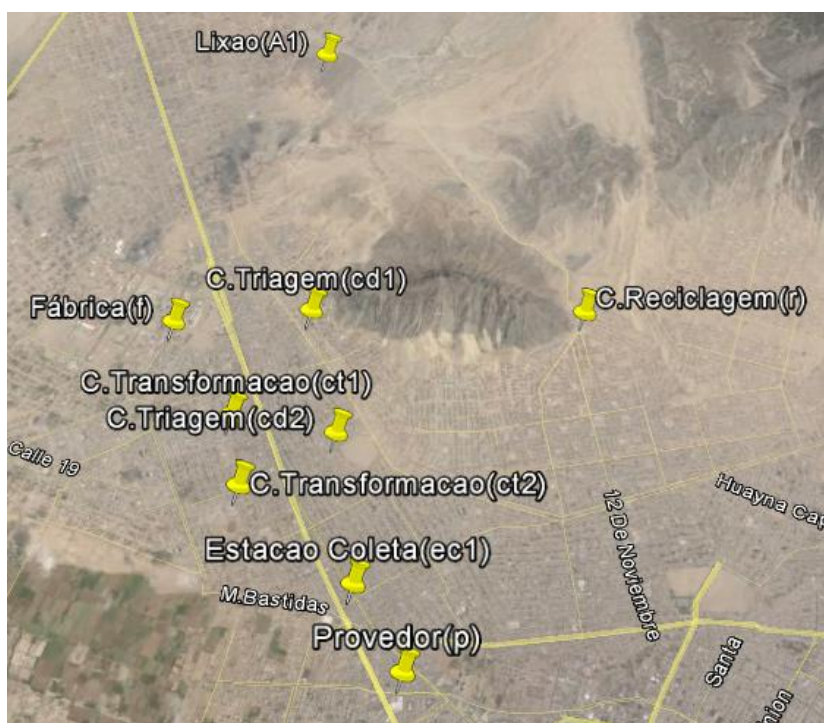 Lixao(A1)
C.Triagem(cd1)
Fábrica(f)
C.Reciclagem(r)
C.Transformacao(ct1)
C.Triagem(cd2)
Calle 19
C.Transformacao(ct2)
Huayna Cap
12 De Noviembre
Estacao Coleta(ec1)
M.Bastidas
Provedor(p)
Santa
nion